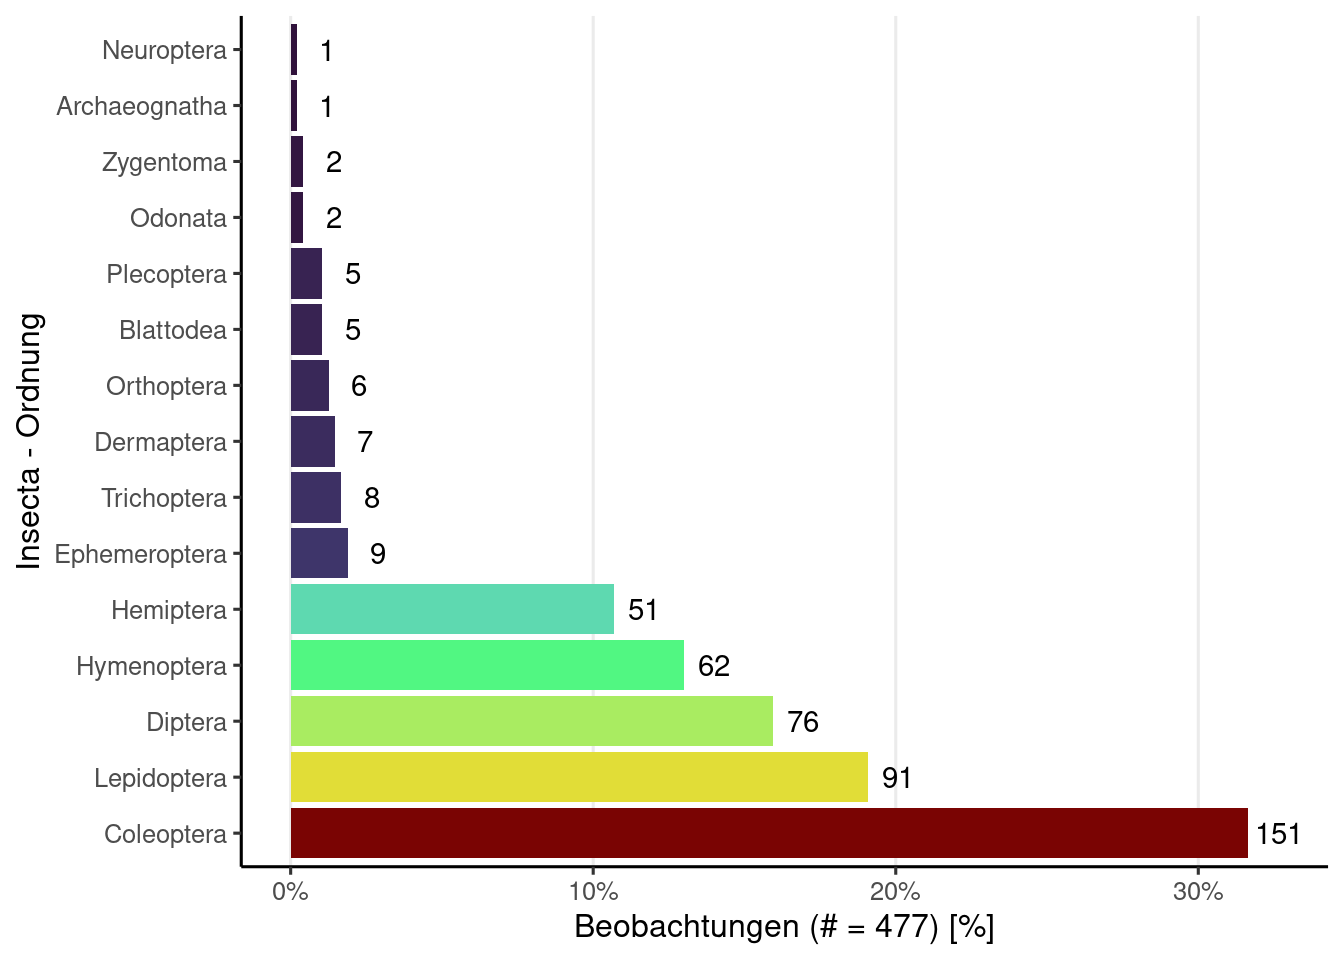 Insecta - Ordnung
Neuroptera 1
Archaeognatha 1
Zygentoma 2
Odonata 2
Plecoptera 5
Blattodea 5
Orthoptera 6
Dermaptera 7
Trichoptera 8
Ephemeroptera 9
Hemiptera 51
Hymenoptera 62
Diptera 76
Lepidoptera 91
Coleoptera 151
0% 10% 20% 30%
Beobachtungen (# = 477) [%]